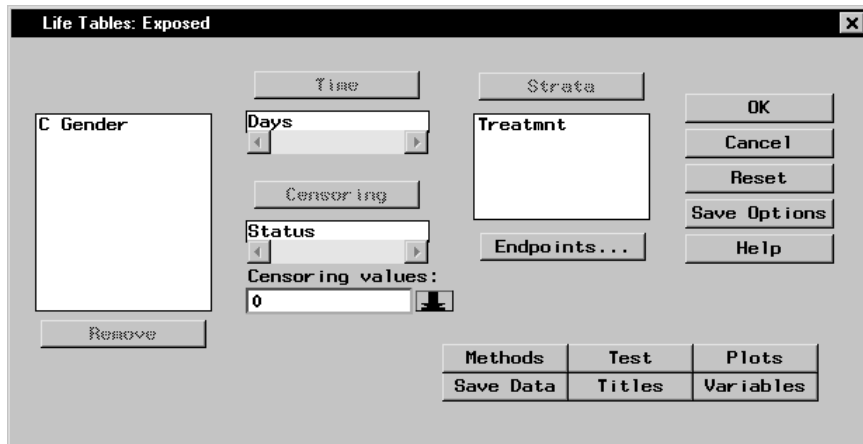 Life Tables: Exposed
C Gender
Remove
Time
Days
Censoring
Status
Censoring values:
0
Strata
Treatmnt
Endpoints...
OK
Cancel
Reset
Save Options
Help
Methods Test Plots
Save Data Titles Variables